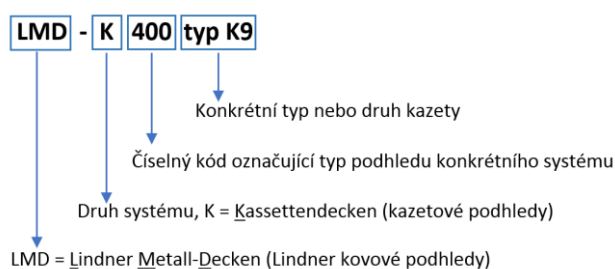 LMD - K 400 typ K9
Konkrétní typ nebo druh kazety
Číselný kód označující typ podhledu konkrétního systému
Druh systému, K = Kassettendecken (kazetové podhledy)
LMD = Lindner Metall-Decken (Lindner kovové podhledy)